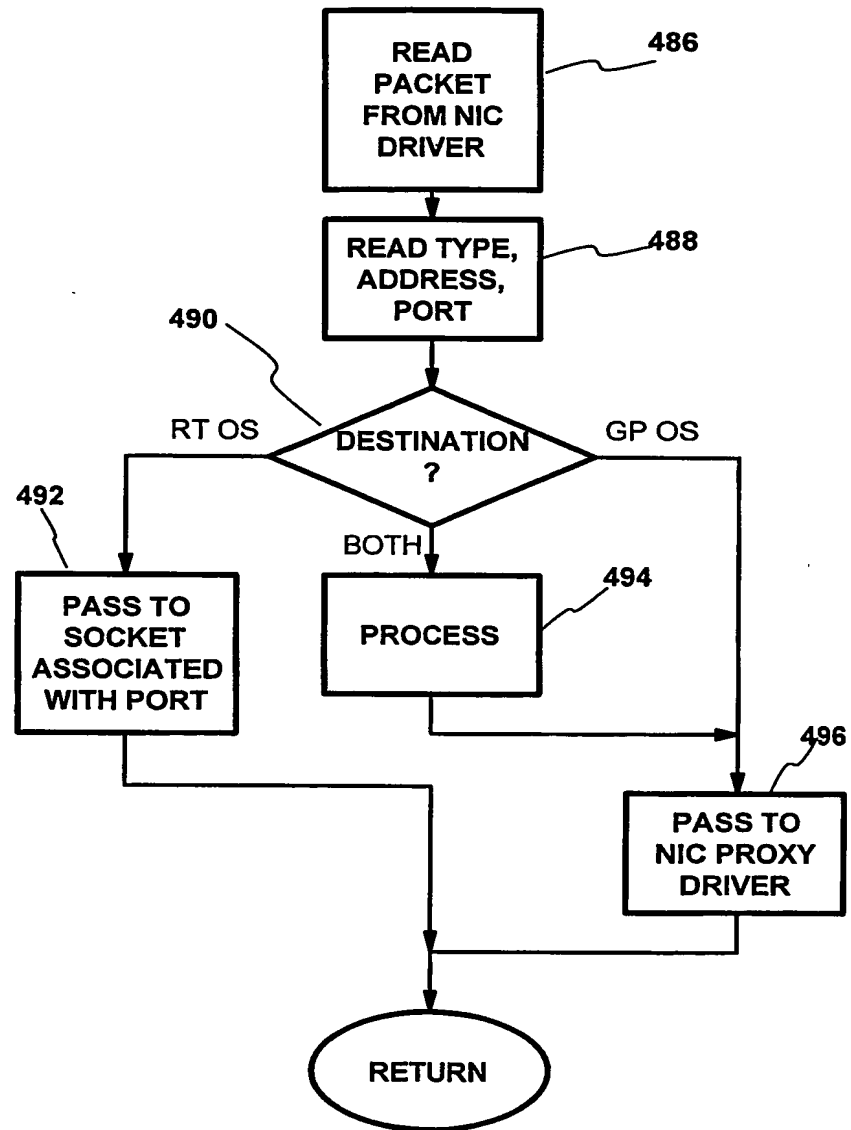 READ
PACKET
FROM NIC
DRIVER
486
READ TYPE,
ADDRESS,
PORT
488
490
DESTINATION
?
RT OS
GP OS
BOTH
492
PASS TO
SOCKET
ASSOCIATED
WITH PORT
PROCESS
494
496
PASS TO
NIC PROXY
DRIVER
RETURN